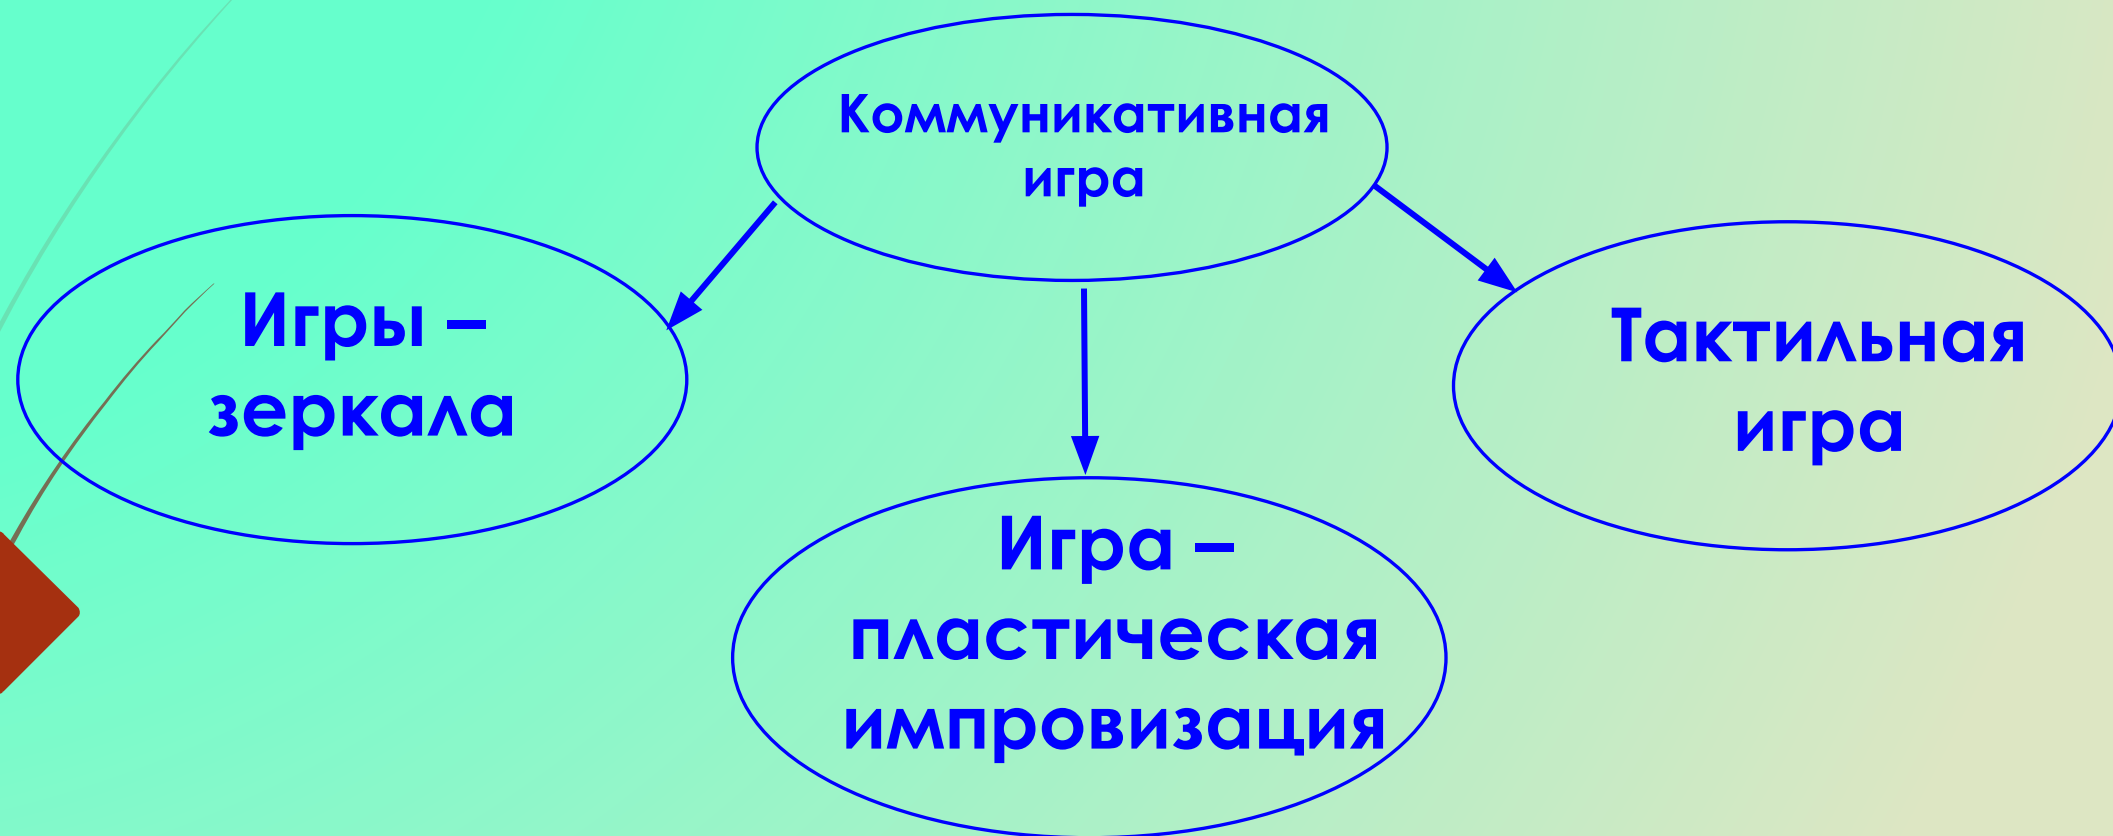 Коммуникативная
игра
Игры –
зеркала
Тактильная
игра
Игра –
пластическая
импровизация